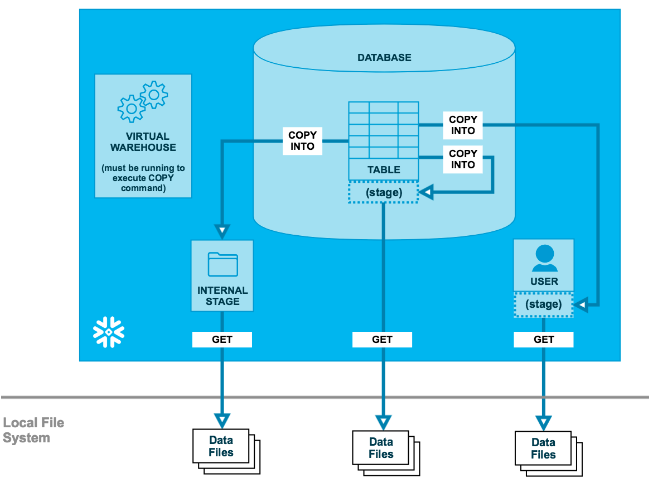 DATABASE
VIRTUAL
WAREHOUSE
(must be running to
execute COPY
command)
COPY
INTO
COPY
INTO
COPY
INTO
TABLE
(stage)
INTERNAL
STAGE
USER
(stage)
GET
GET
GET
Local File
System
Data
Files
Data
Files
Data
Files